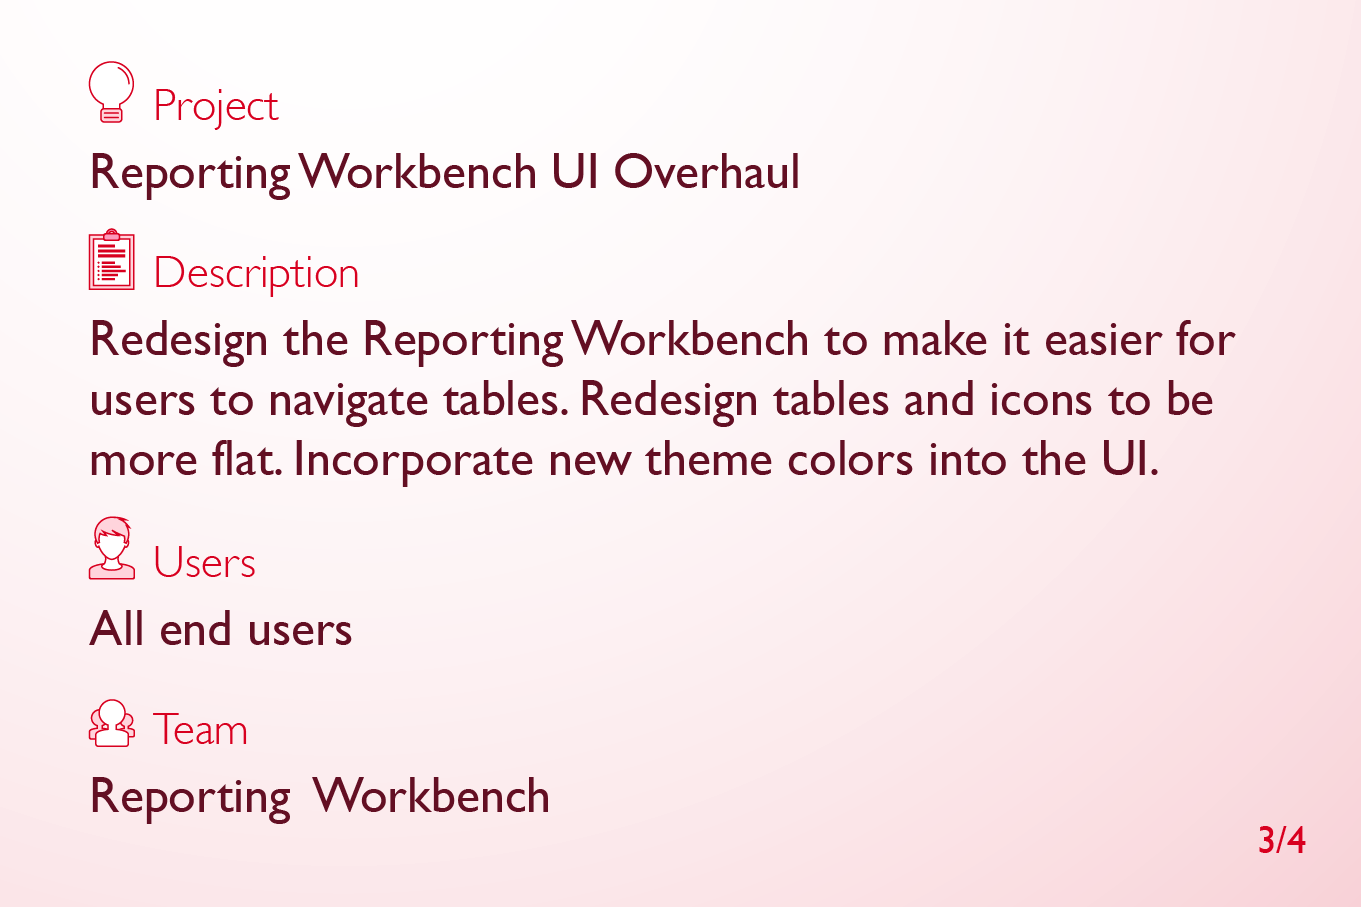 Project
Reporting Workbench UI Overhaul
Description
Redesign the Reporting Workbench to make it easier for
users to navigate tables. Redesign tables and icons to be
more flat. Incorporate new theme colors into the UI.
Users
All end users
Team
Reporting Workbench
3/4